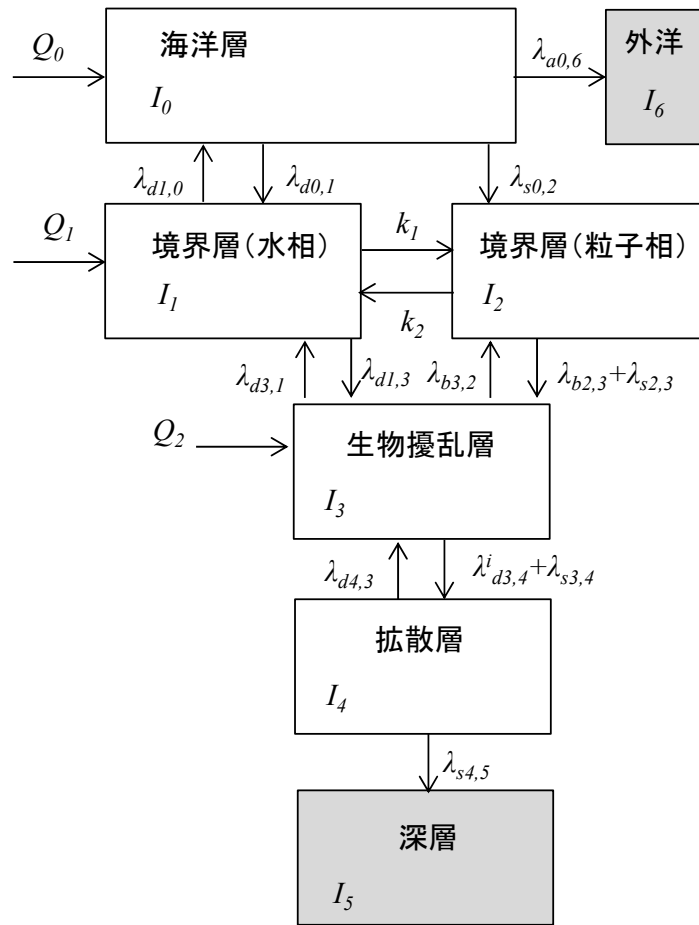 Q0
海洋層
I0
λa0,6
外洋
I6
λd1,0
λd0,1
λs0,2
Q1
境界層(水相)
I1
k1
k2
境界層(粒子相)
I2
λd3,1
λd1,3
λb3,2
λb2,3+λs2,3
Q2
生物擾乱層
I3
λd4,3
λid3,4+λs3,4
拡散層
I4
λs4,5
深層
I5